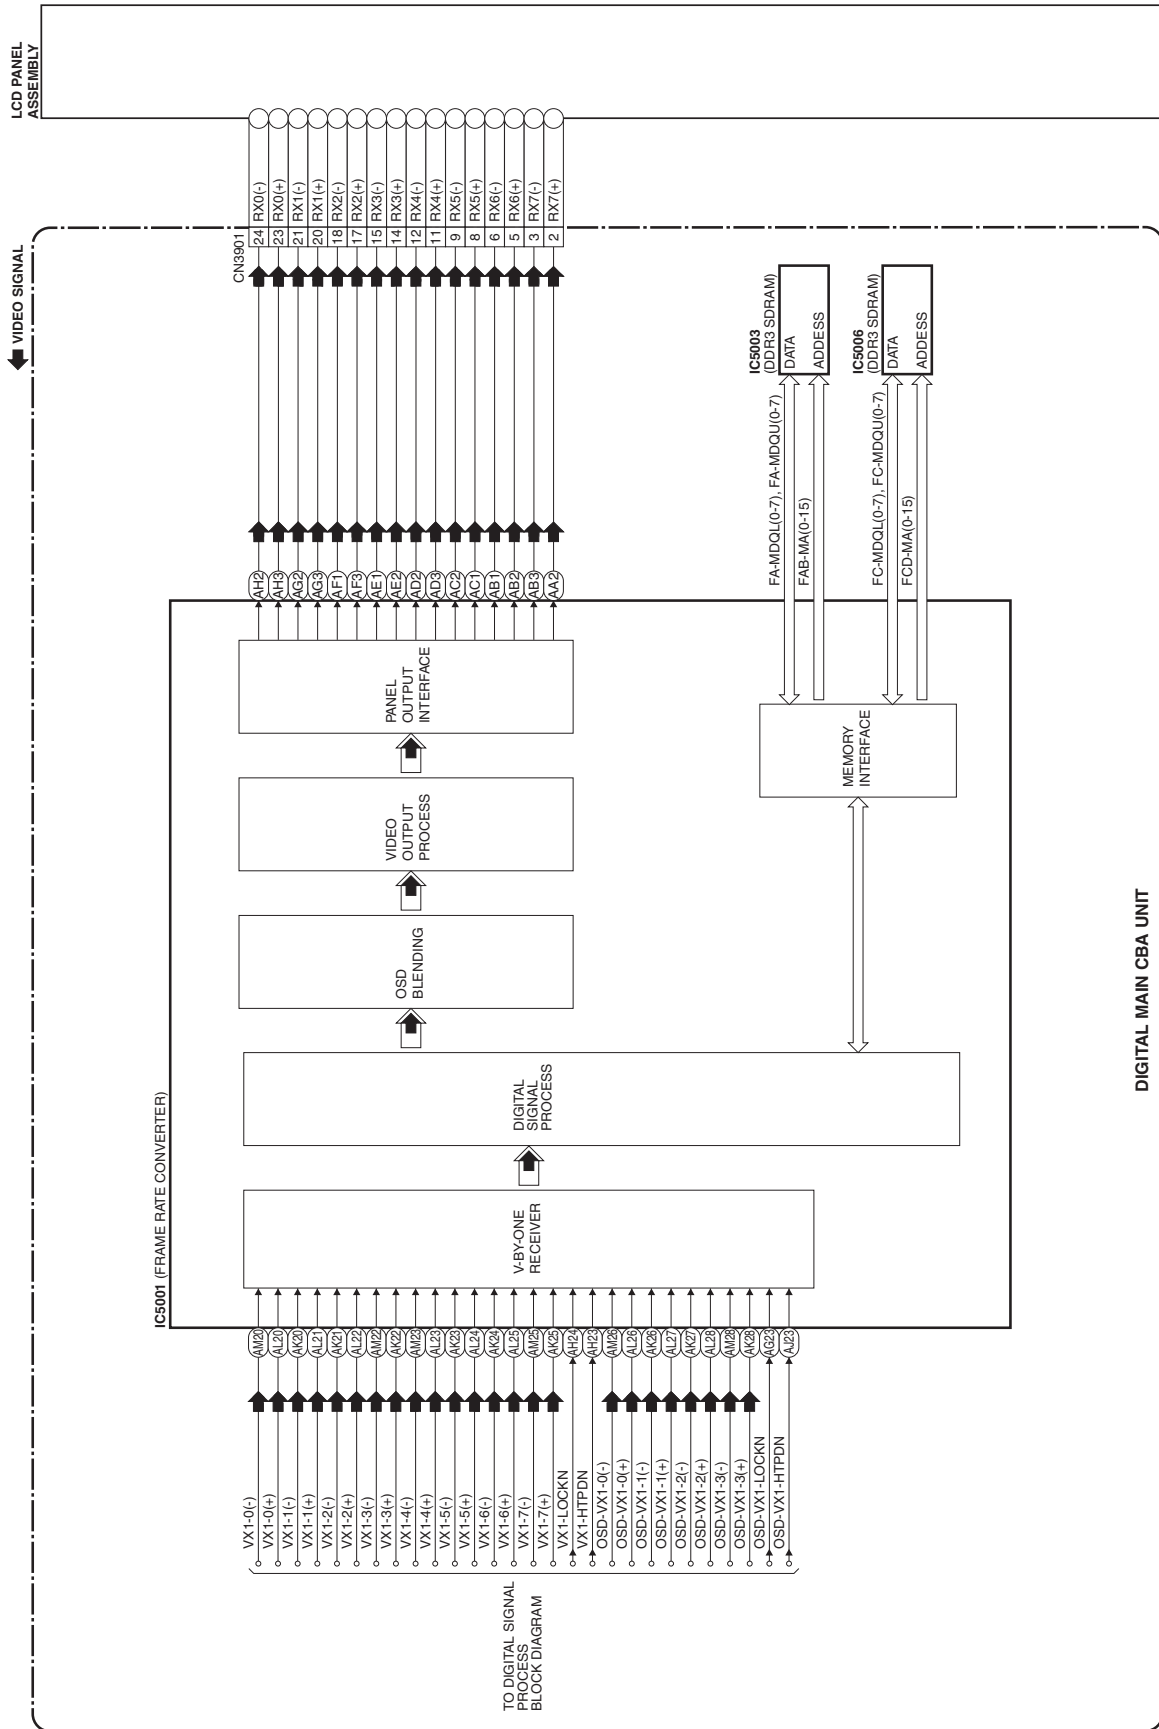 LCD PANEL
ASSEMBLY
VIDEO SIGNAL
CN3901
24 RX0(-)
23 RX0(+)
21 RX1(-)
20 RX1(+)
18 RX2(-)
17 RX2(+)
15 RX3(-)
14 RX3(+)
12 RX4(-)
11 RX4(+)
9 RX5(-)
8 RX5(+)
6 RX6(-)
5 RX6(+)
3 RX7(-)
2 RX7(+)
IC5003
(DDR3 SDRAM)
DATA
ADDESS
IC5006
(DDR3 SDRAM)
DATA
ADDESS
FA-MDQL(0-7), FA-MDQU(0-7)
FAB-MA(0-15)
FC-MDQL(0-7), FC-MDQU(0-7)
FCD-MA(0-15)
AH2
AH3
AG2
AG3
AF1
AF3
AE1
AE2
AD2
AD3
AC2
AC1
AB1
AB2
AB3
AA2
PANEL
OUTPUT
INTERFACE
MEMORY
INTERFACE
VIDEO
OUTPUT
PROCESS
OSD
BLENDING
DIGITAL
SIGNAL
PROCESS
V-BY-ONE
RECEIVER
IC5001 (FRAME RATE CONVERTER)
AM20
AL20
AK20
AL21
AK21
AL22
AM22
AK22
AM23
AL23
AK23
AL24
AK24
AL25
AM25
AK25
AH24
AH23
AM26
AL26
AK26
AL27
AK27
AL28
AM28
AK28
AG23
AJ23
VX1-0(-)
VX1-0(+)
VX1-1(-)
VX1-1(+)
VX1-2(-)
VX1-2(+)
VX1-3(-)
VX1-3(+)
VX1-4(-)
VX1-4(+)
VX1-5(-)
VX1-5(+)
VX1-6(-)
VX1-6(+)
VX1-7(-)
VX1-7(+)
VX1-LOCKN
VX1-HTPDN
OSD-VX1-0(-)
OSD-VX1-0(+)
OSD-VX1-1(-)
OSD-VX1-1(+)
OSD-VX1-2(-)
OSD-VX1-2(+)
OSD-VX1-3(-)
OSD-VX1-3(+)
OSD-VX1-LOCKN
OSD-VX1-HTPDN
TO DIGITAL SIGNAL
PROCESS
BLOCK DIAGRAM
DIGITAL MAIN CBA UNIT